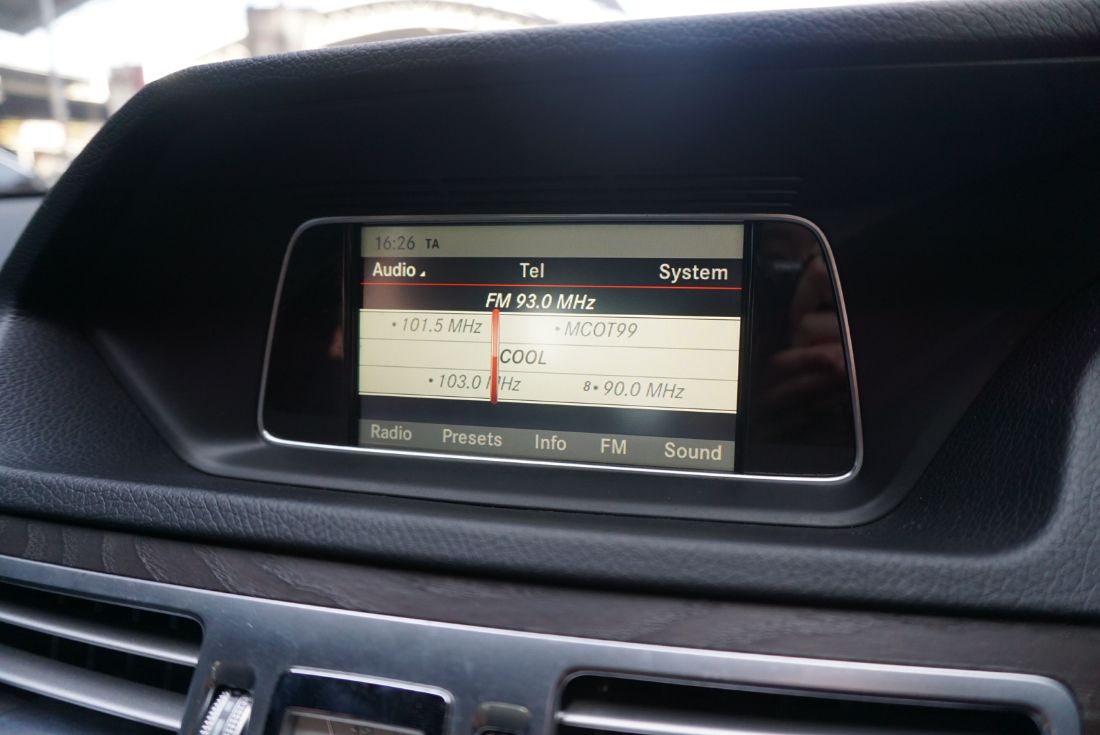 16:26 TA
Audio Tel System
FM 93.0 MHz
• 101.5 MHz • MCOT99
COOL
• 103.0 MHz 8• 90.0 MHz
Radio Presets Info FM Sound